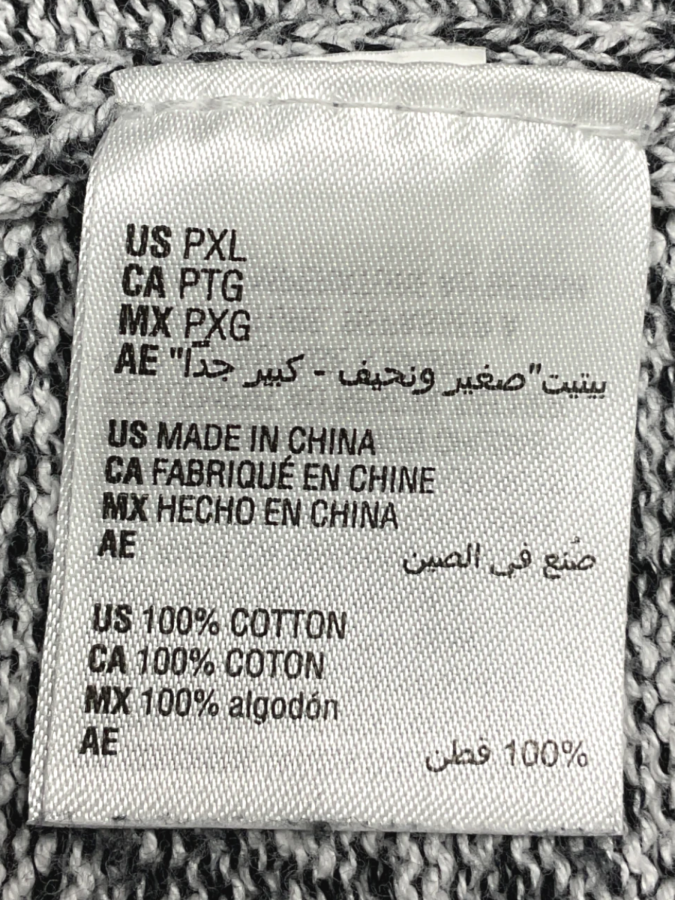 US PXL
CA PTG
MX PXG
AE بيتيت"صغير ونحيف - كبير جدًا"
US MADE IN CHINA
CA FABRIQUÉ EN CHINE
MX HECHO EN CHINA
AE صُنع في الصين
US 100% COTTON
CA 100% COTON
MX 100% algodón
AE 100% قطن